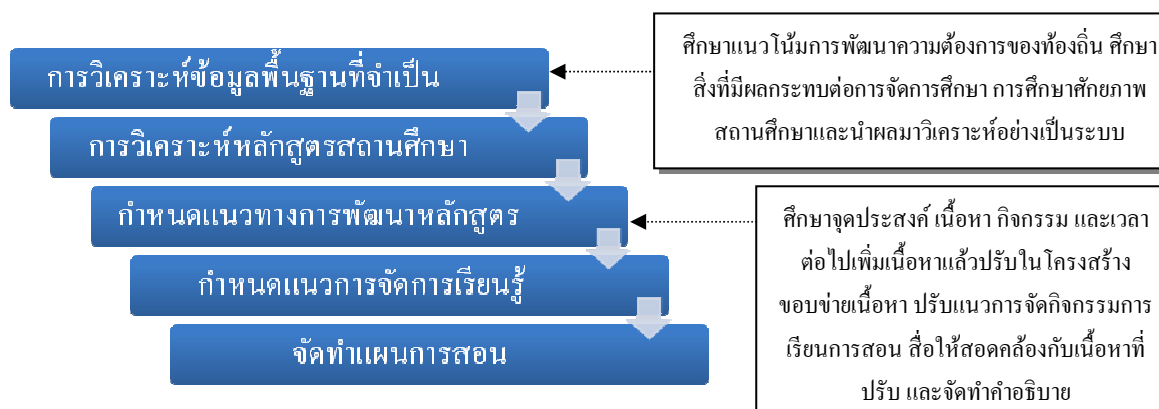 การวิเคราะห์ข้อมูลพื้นฐานที่จำเป็น
การวิเคราะห์หลักสูตรสถานศึกษา
กำหนดแนวทางการพัฒนาหลักสูตร
กำหนดแนวการจัดการเรียนรู้
จัดทำแผนการสอน
ศึกษาแนวโน้มการพัฒนาความต้องการของท้องถิ่น ศึกษา
สิ่งที่มีผลกระทบต่อการจัดการศึกษา การศึกษาศักยภาพ
สถานศึกษาและนำผลมาวิเคราะห์อย่างเป็นระบบ
ศึกษาจุดประสงค์ เนื้อหา กิจกรรม และเวลา
ต่อไปเพิ่มเนื้อหาแล้วปรับในโครงสร้าง
ขอบข่ายเนื้อหา ปรับแนวการจัดกิจกรรมการ
เรียนการสอน สื่อให้สอดคล้องกับเนื้อหาที่
ปรับ และจัดทำคำอธิบาย